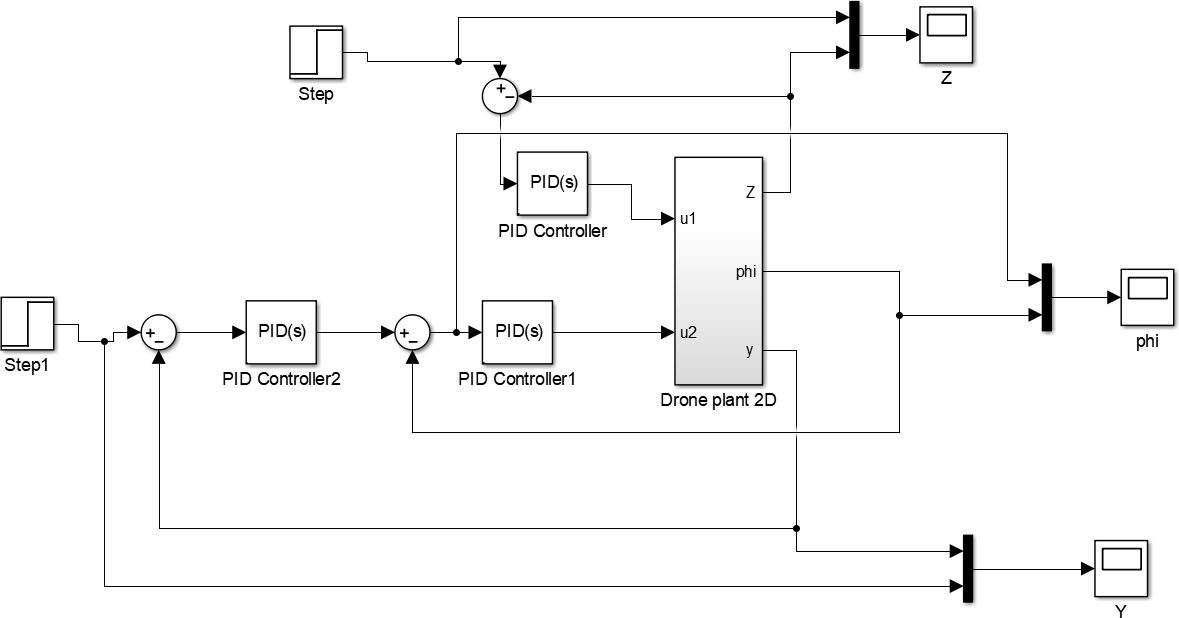 Step
Z
+
−
PID(s)
PID Controller
Z
u1
phi
u2
y
Drone plant 2D
phi
Step1
+
−
PID(s)
PID Controller2
+
−
PID(s)
PID Controller1
Y